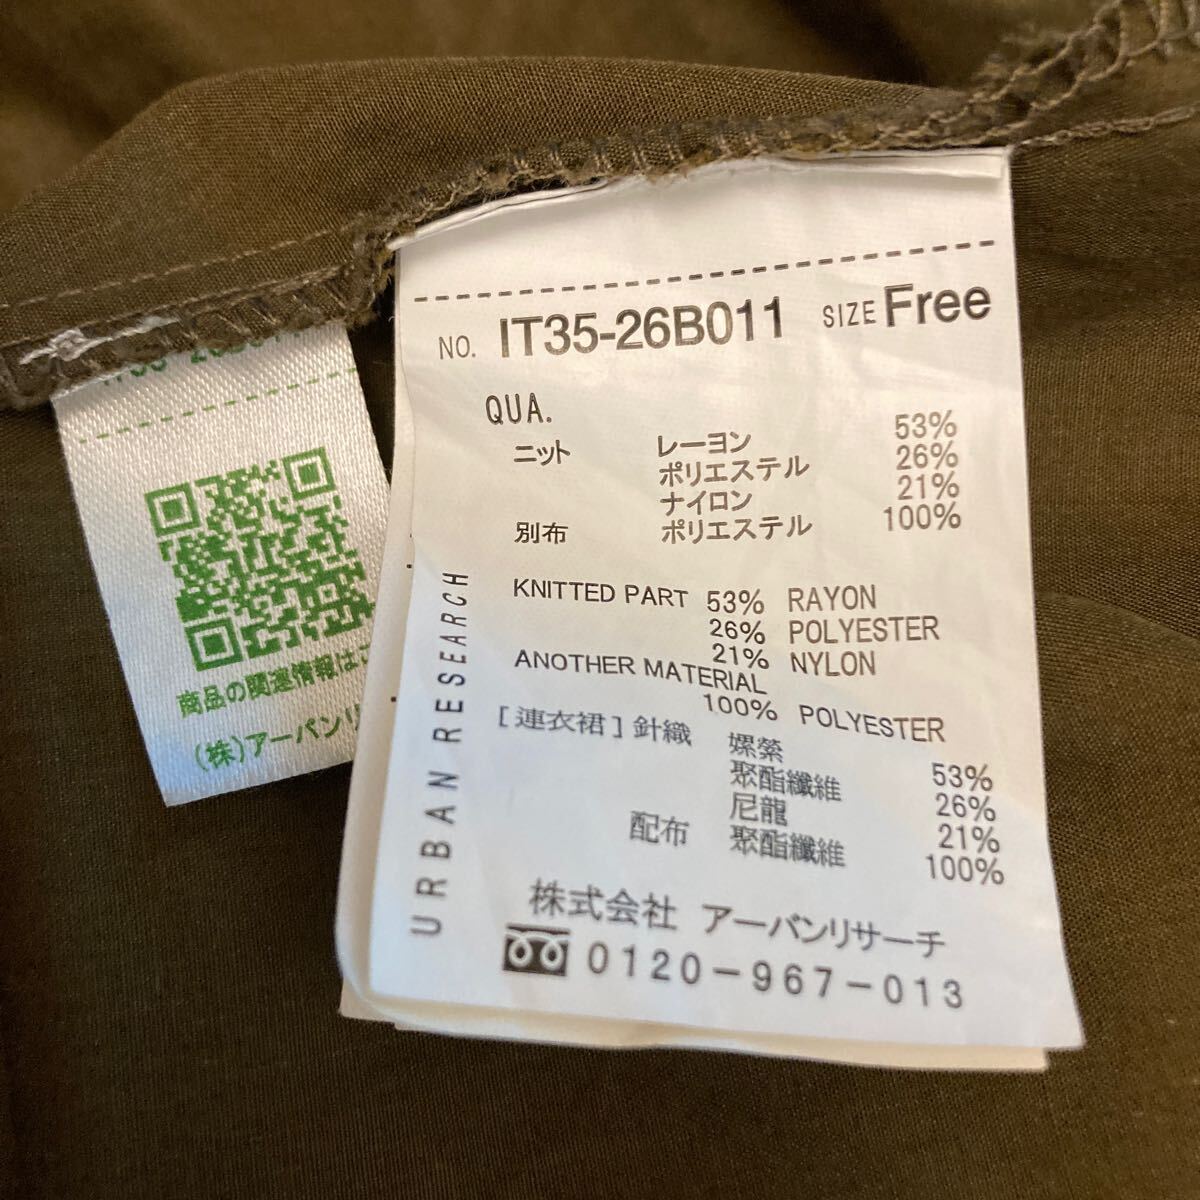 NO. IT35-26B011 SIZE Free
QUA.
ニット レーヨン 53%
ポリエステル 26%
ナイロン 21%
別布 ポリエステル 100%
KNITTED PART 53% RAYON
26% POLYESTER
21% NYLON
ANOTHER MATERIAL
100% POLYESTER
[連衣裙] 針織 嫘縈 53%
聚酯纖維 26%
尼龍 21%
配布 聚酯纖維 100%
株式会社 アーバンリサーチ
0120-967-013
URBAN RESEARCH
商品の関連情報はこ
(株)アーバンリ